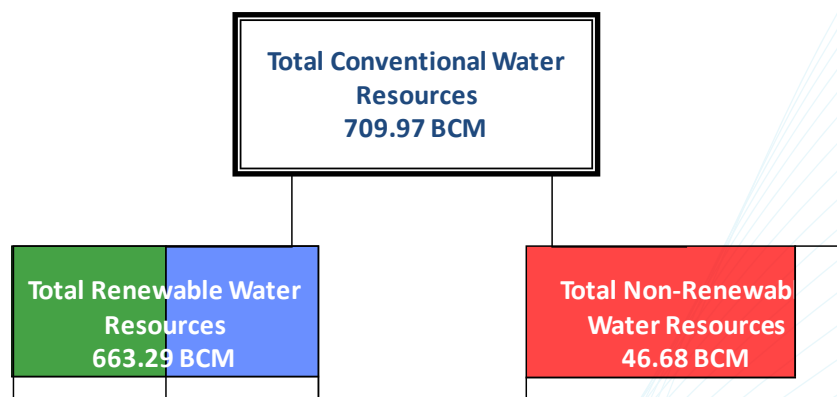 Total Conventional Water
Resources
709.97 BCM
Total Renewable Water
Resources
663.29 BCM
Total Non-Renewab
Water Resources
46.68 BCM